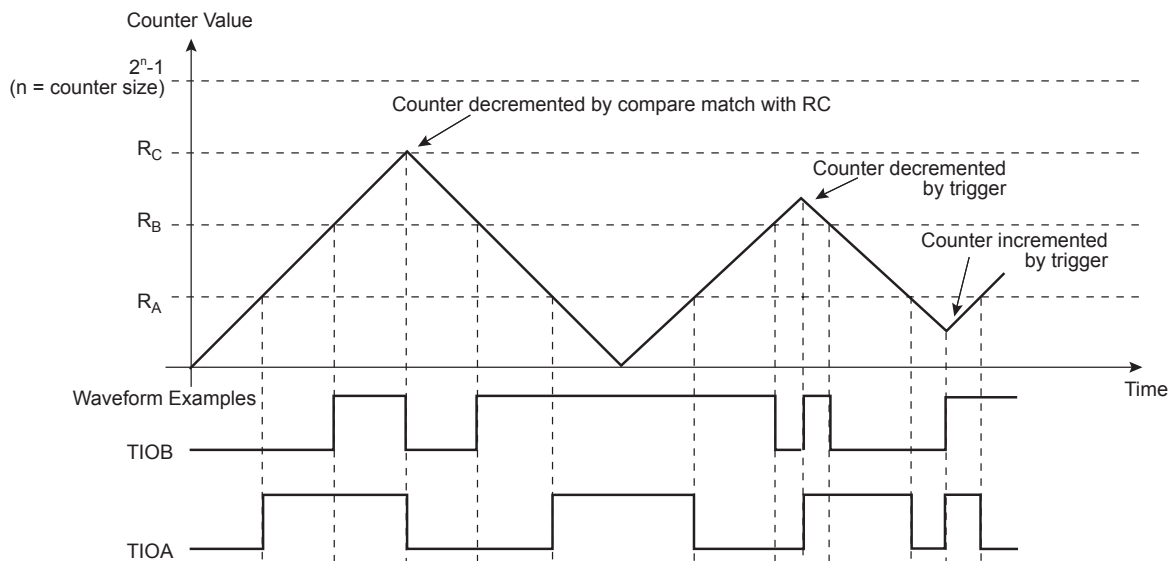 Counter Value
2ⁿ-1
(n = counter size)
Counter decremented by compare match with RC
R_C
Counter decremented
by trigger
R_B
Counter incremented
by trigger
R_A
Time
Waveform Examples
TIOB
TIOA